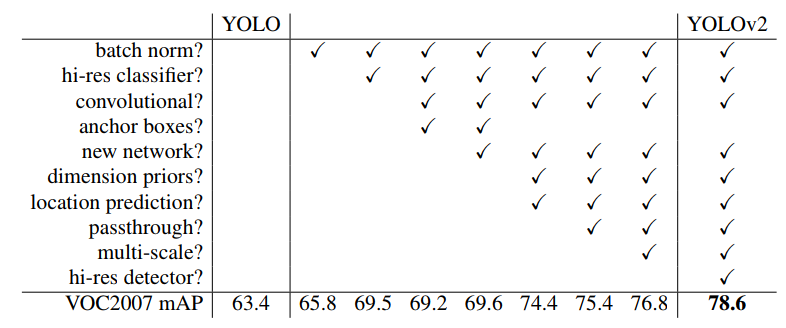 YOLO YOLOv2
batch norm? ✓ ✓ ✓ ✓ ✓ ✓ ✓ ✓
hi-res classifier? ✓ ✓ ✓ ✓ ✓ ✓ ✓
convolutional? ✓ ✓ ✓ ✓ ✓ ✓
anchor boxes? ✓ ✓
new network? ✓ ✓ ✓ ✓ ✓
dimension priors? ✓ ✓ ✓ ✓
location prediction? ✓ ✓ ✓ ✓
passthrough? ✓ ✓ ✓
multi-scale? ✓ ✓
hi-res detector? ✓
VOC2007 mAP 63.4 65.8 69.5 69.2 69.6 74.4 75.4 76.8 78.6